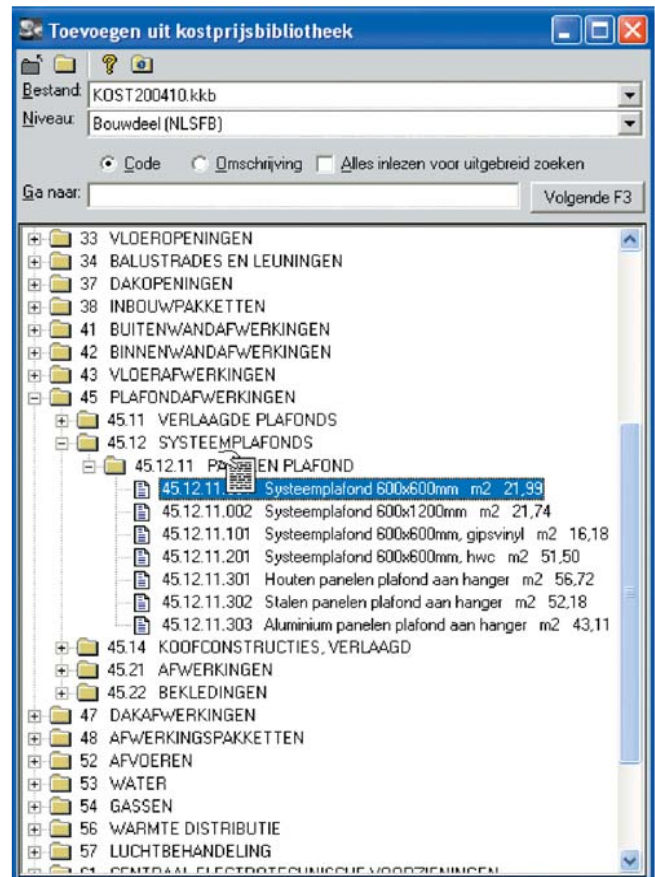 Toevoegen uit kostprijsbibliotheek
Bestand: KOST200410.kkb
Niveau: Bouwdeel (NLSFB)
Code Omschrijving Alles inlezen voor uitgebreid zoeken
Ga naar: Volgende F3
33 VLOEROPENINGEN
34 BALUSTRADES EN LEUNINGEN
37 DAKOPENINGEN
38 INBOUWPAKKETTEN
41 BUITENWANDAFWERKINGEN
42 BINNENWANDAFWERKINGEN
43 VLOERAFWERKINGEN
45 PLAFONDAFWERKINGEN
45.11 VERLAAGDE PLAFONDS
45.12 SYSTEEMPLAFONDS
45.12.11 EN PLAFOND
45.12.11. Systeemplafond 600x600mm m2 21,99
45.12.11.002 Systeemplafond 600x1200mm m2 21,74
45.12.11.101 Systeemplafond 600x600mm, gipsvinyl m2 16,18
45.12.11.201 Systeemplafond 600x600mm, hwc m2 51,50
45.12.11.301 Houten panelen plafond aan hanger m2 56,72
45.12.11.302 Stalen panelen plafond aan hanger m2 52,18
45.12.11.303 Aluminium panelen plafond aan hanger m2 43,11
45.14 KOOFCONSTRUCTIES, VERLAAGD
45.21 AFWERKINGEN
45.22 BEKLEDINGEN
47 DAKAFWERKINGEN
48 AFWERKINGSPAKKETTEN
52 AFVOEREN
53 WATER
54 GASSEN
56 WARMTE DISTRIBUTIE
57 LUCHTBEHANDELING
61 CENTRAAL ELECTROTECHNISCHE VOORZIENINGEN